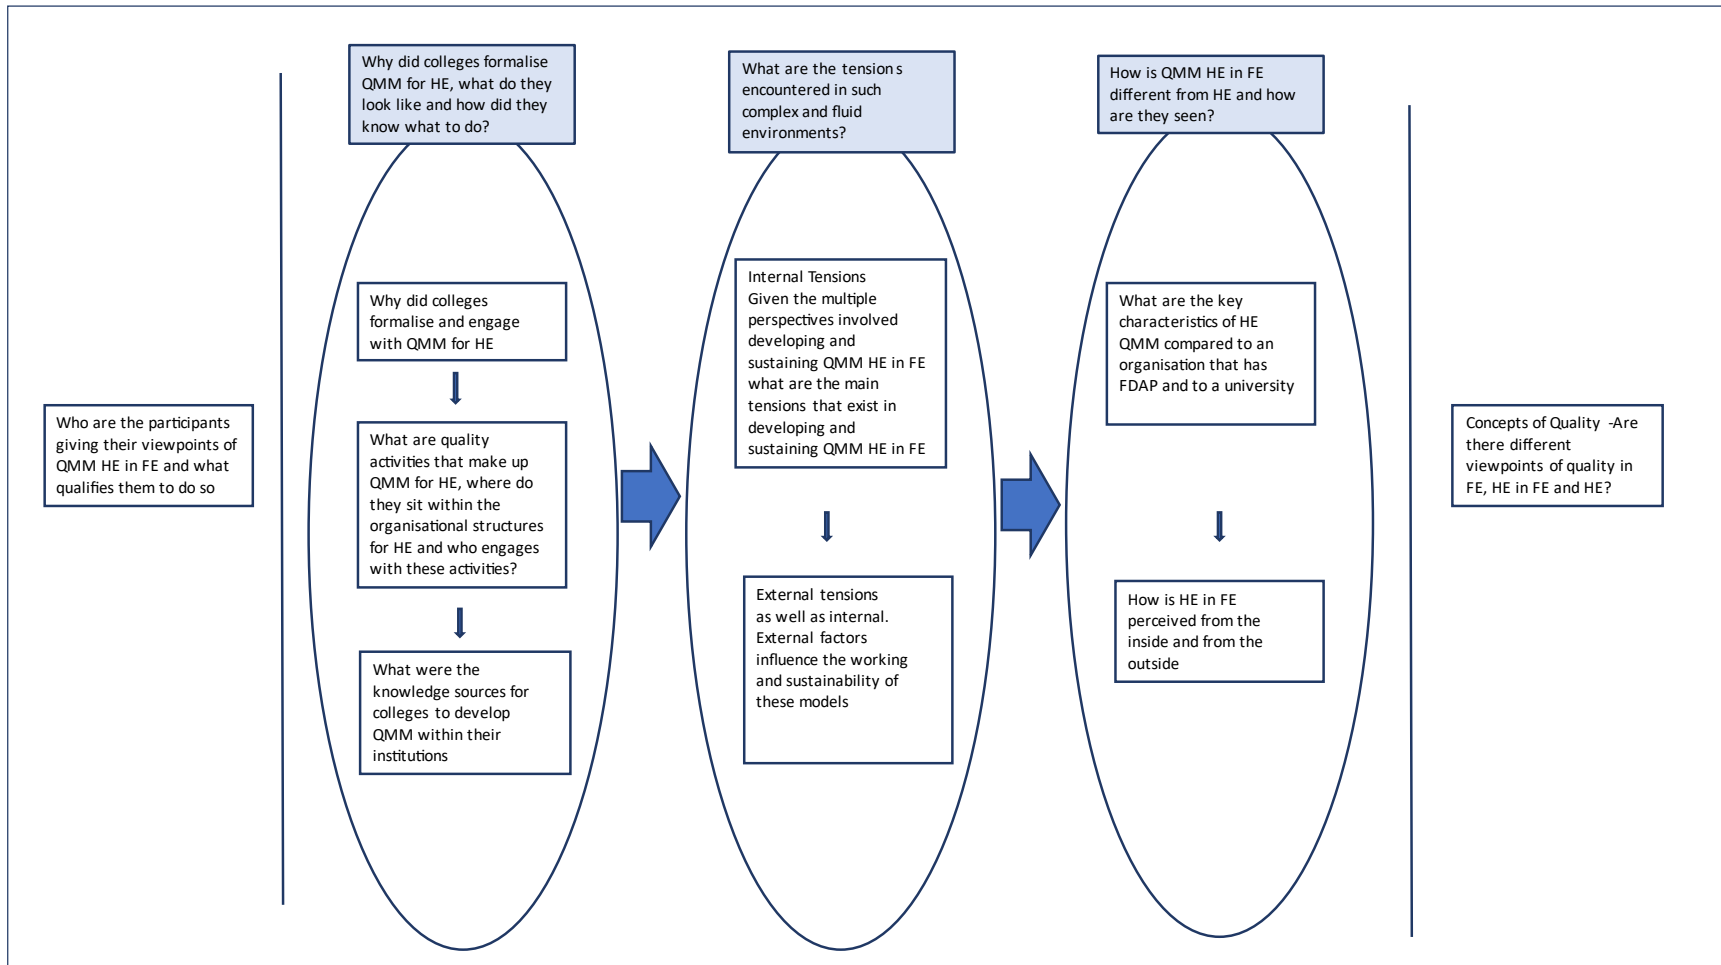 Why did colleges formalise
QMM for HE, what do they
look like and how did they
know what to do?
What are the tension s
encountered in such
complex and fluid
environments?
How is QMM HE in FE
different from HE and how
are they seen?
Who are the participants
giving their viewpoints of
QMM HE in FE and what
qualifies them to do so
Why did colleges
formalise and engage
with QMM for HE
What are quality
activities that make up
QMM for HE, where do
they sit within the
organisational structures
for HE and who engages
with these activities?
What were the
knowledge sources for
colleges to develop
QMM within their
institutions
Internal Tensions
Given the multiple
perspectives involved
developing and
sustaining QMM HE in FE
what are the main
tensions that exist in
developing and
sustaining QMM HE in FE
External tensions
as well as internal.
External factors
influence the working
and sustainability of
these models
What are the key
characteristics of HE
QMM compared to an
organisation that has
FDAP and to a university
How is HE in FE
perceived from the
inside and from the
outside
Concepts of Quality -Are
there different
viewpoints of quality in
FE, HE in FE and HE?